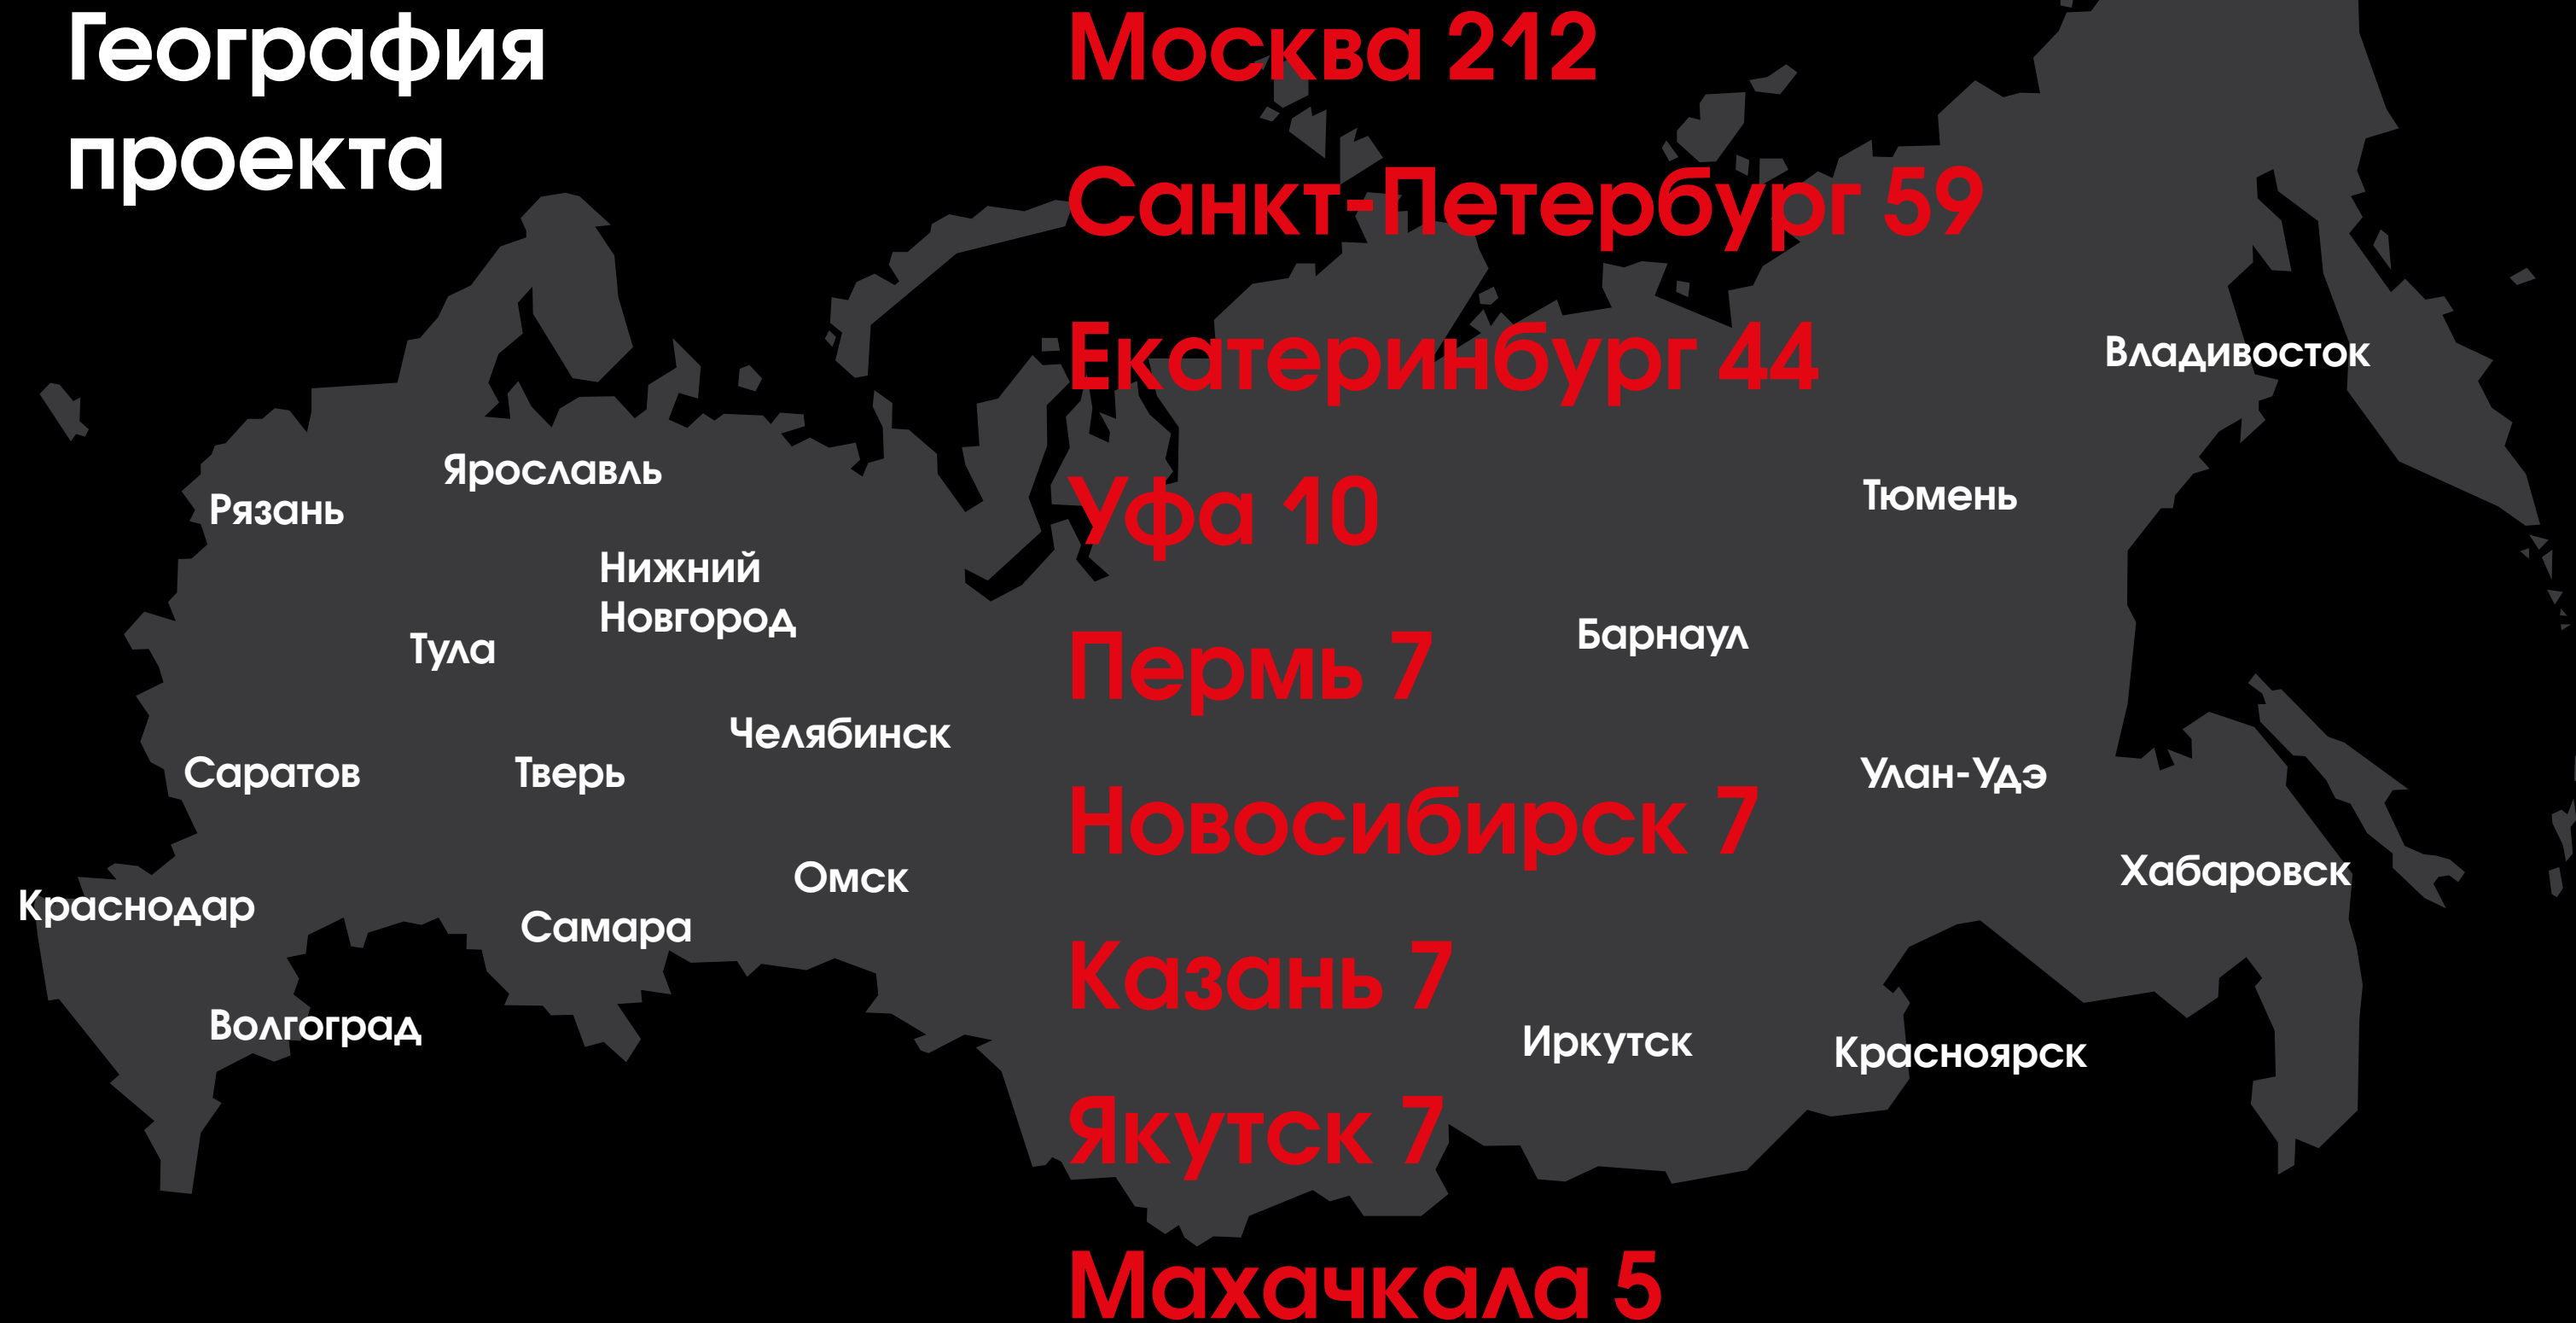 География
проекта
Москва 212
Санкт-Петербург 59
Екатеринбург 44
Уфа 10
Пермь 7
Новосибирск 7
Казань 7
Якутск 7
Махачкала 5
Ярославль
Рязань
Нижний
Новгород
Тула
Челябинск
Саратов
Тверь
Омск
Краснодар
Самара
Волгоград
Владивосток
Тюмень
Барнаул
Улан-Удэ
Хабаровск
Иркутск
Красноярск